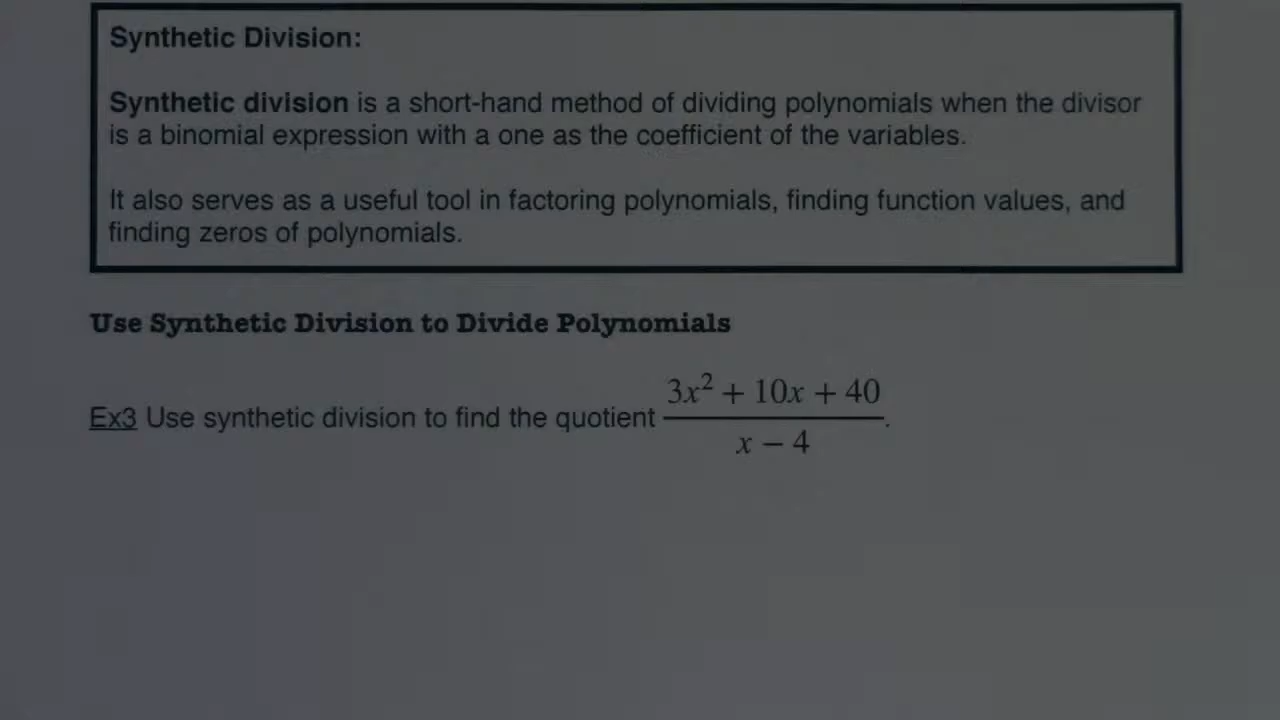 Synthetic Division:
Synthetic division is a short-hand method of dividing polynomials when the divisor
is a binomial expression with a one as the coefficient of the variables.
It also serves as a useful tool in factoring polynomials, finding function values, and
finding zeros of polynomials.
Use Synthetic Division to Divide Polynomials
3x² + 10x + 40
Ex3 Use synthetic division to find the quotient .
x − 4